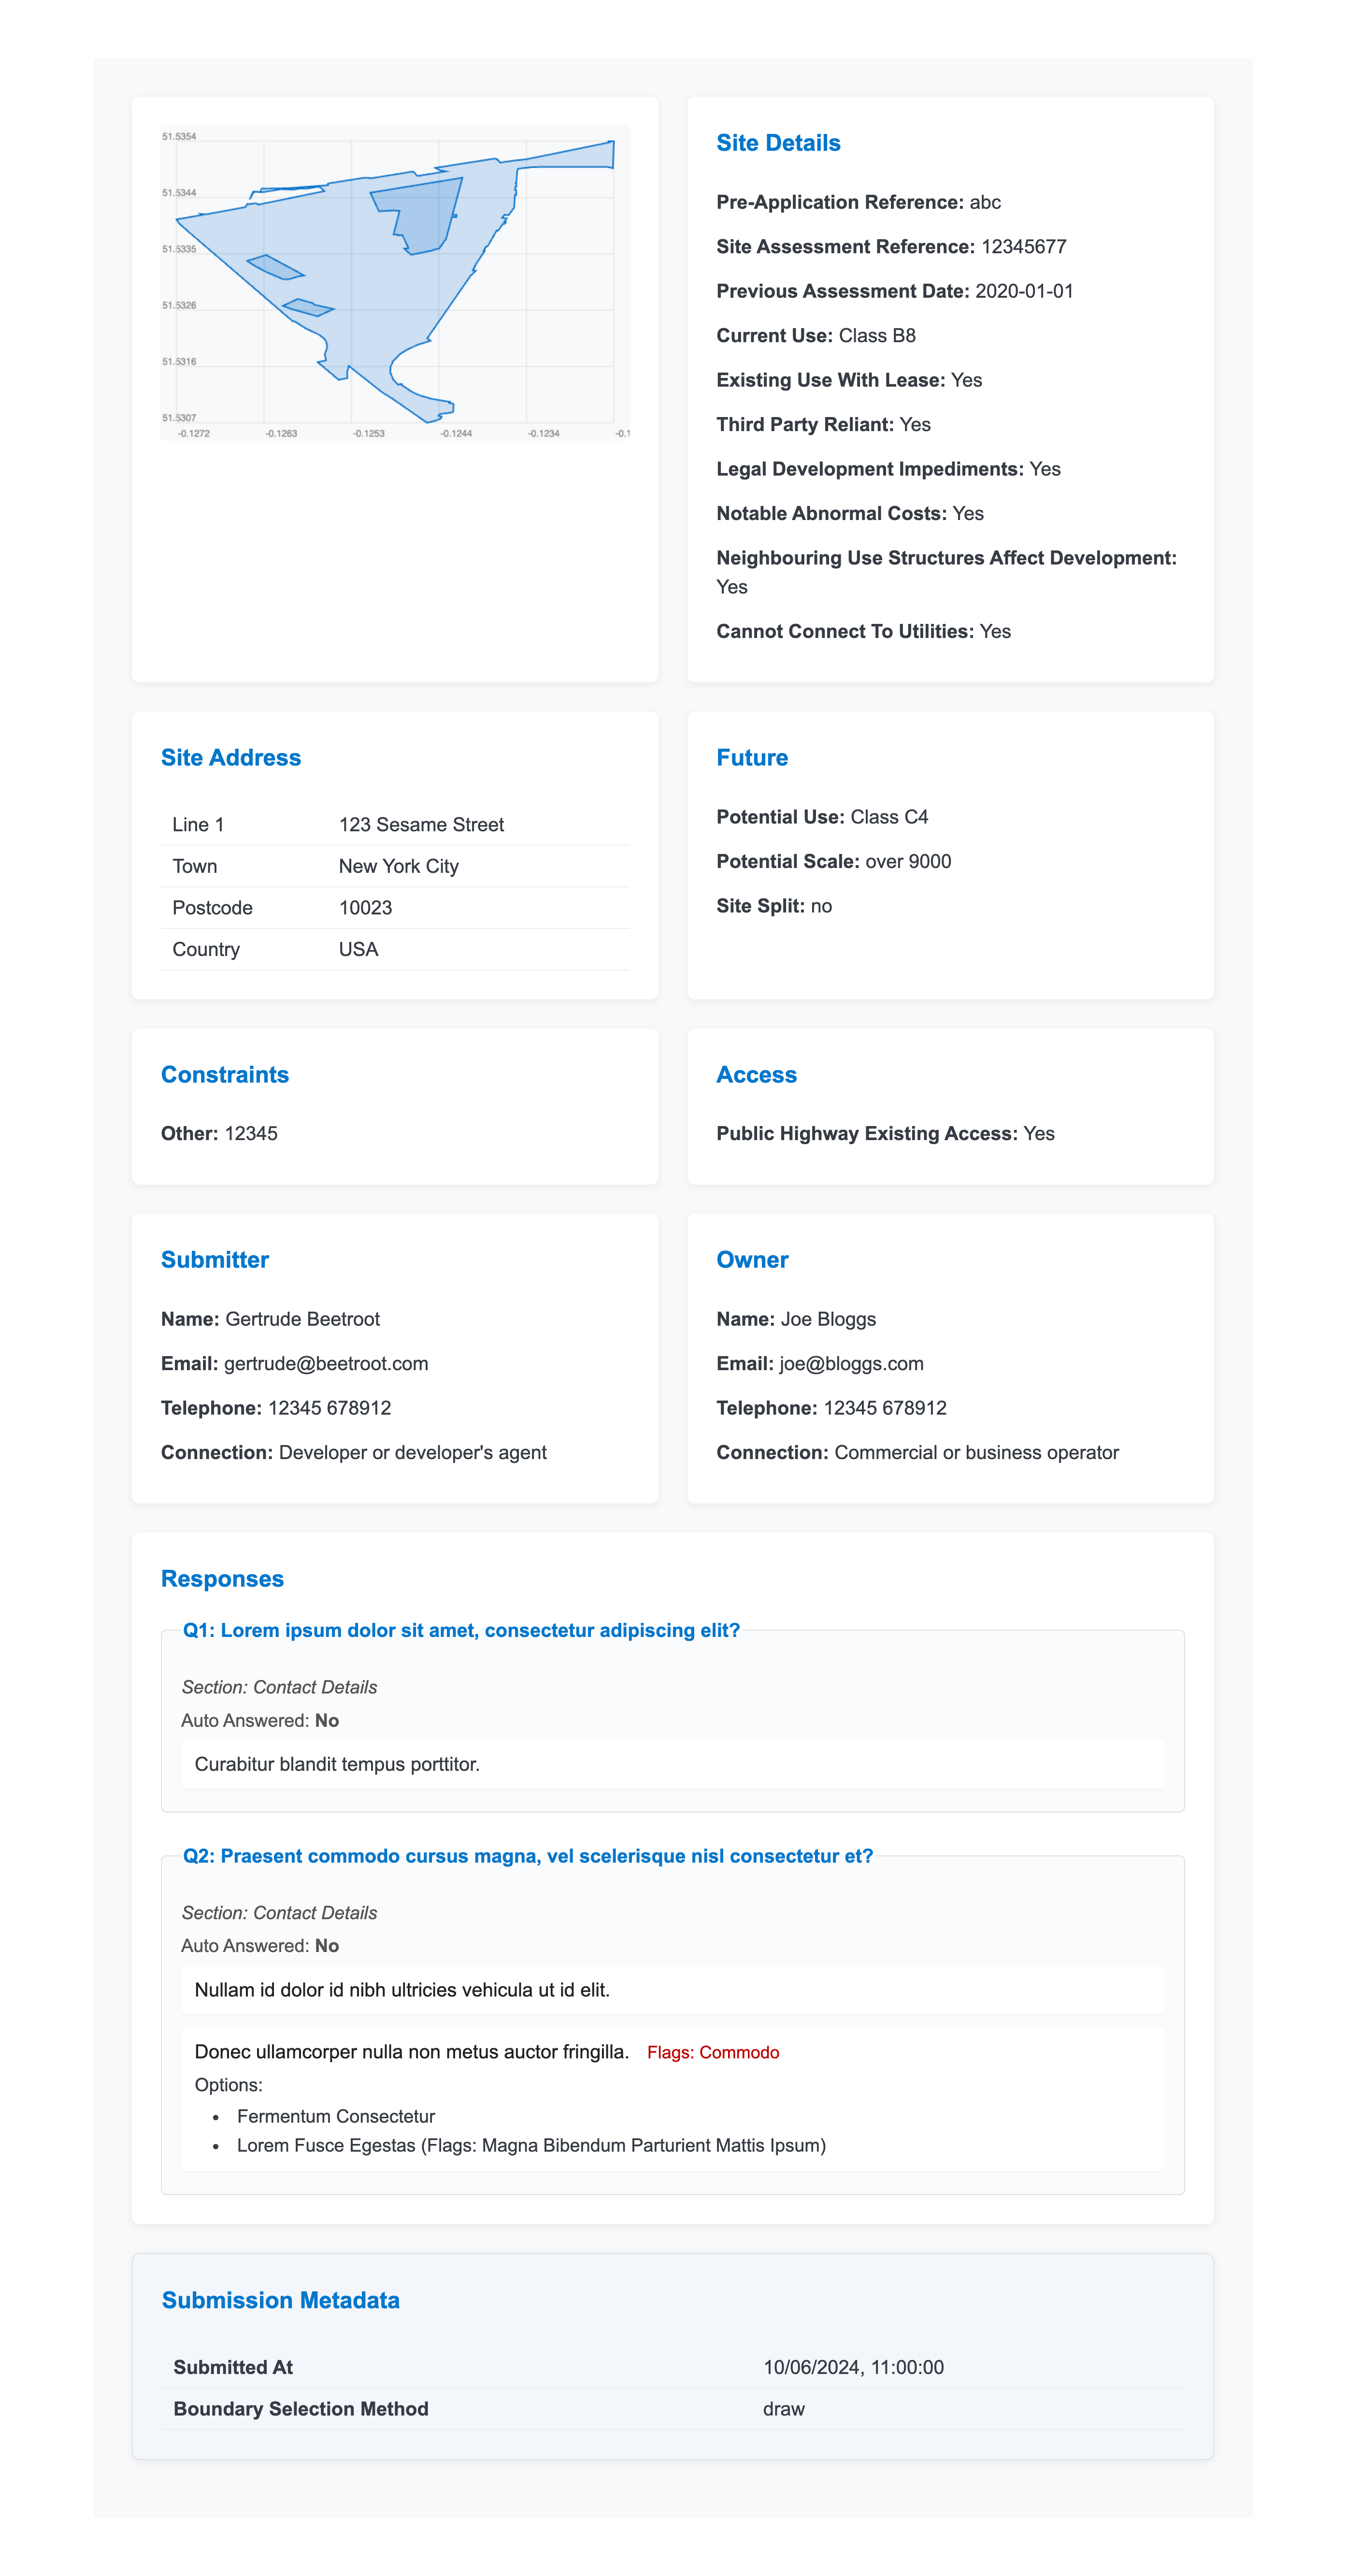 51.5354
51.5344
51.5335
51.5326
51.5316
51.5307
-0.1272 -0.1263 -0.1253 -0.1244 -0.1234 -0.1
Site Details
Pre-Application Reference: abc
Site Assessment Reference: 12345677
Previous Assessment Date: 2020-01-01
Current Use: Class B8
Existing Use With Lease: Yes
Third Party Reliant: Yes
Legal Development Impediments: Yes
Notable Abnormal Costs: Yes
Neighbouring Use Structures Affect Development:
Yes
Cannot Connect To Utilities: Yes
Site Address
Line 1 123 Sesame Street
Town New York City
Postcode 10023
Country USA
Future
Potential Use: Class C4
Potential Scale: over 9000
Site Split: no
Constraints
Other: 12345
Access
Public Highway Existing Access: Yes
Submitter
Name: Gertrude Beetroot
Email: gertrude@beetroot.com
Telephone: 12345 678912
Connection: Developer or developer's agent
Owner
Name: Joe Bloggs
Email: joe@bloggs.com
Telephone: 12345 678912
Connection: Commercial or business operator
Responses
Q1: Lorem ipsum dolor sit amet, consectetur adipiscing elit?
Section: Contact Details
Auto Answered: No
Curabitur blandit tempus porttitor.
Q2: Praesent commodo cursus magna, vel scelerisque nisl consectetur et?
Section: Contact Details
Auto Answered: No
Nullam id dolor id nibh ultricies vehicula ut id elit.
Donec ullamcorper nulla non metus auctor fringilla. Flags: Commodo
Options:
• Fermentum Consectetur
• Lorem Fusce Egestas (Flags: Magna Bibendum Parturient Mattis Ipsum)
Submission Metadata
Submitted At 10/06/2024, 11:00:00
Boundary Selection Method draw